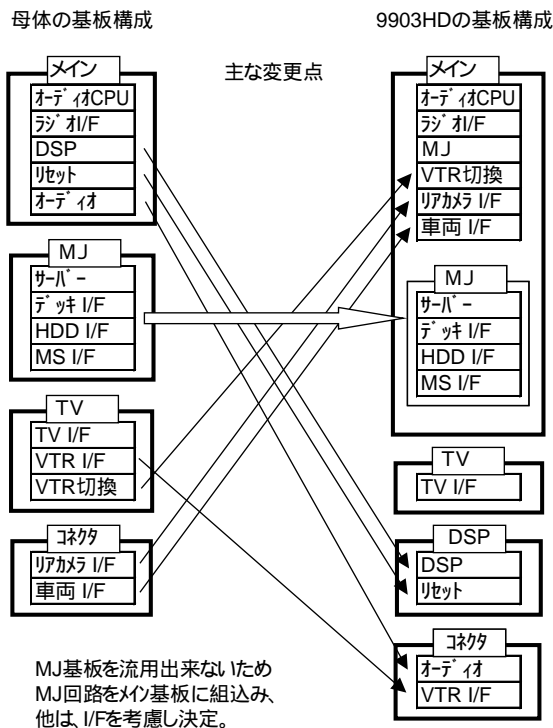 母体の基板構成
9903HDの基板構成
主な変更点
メイン
ｵｰﾃﾞｨｵCPU
ﾗｼﾞｵI/F
DSP
ﾘｾｯﾄ
ｵｰﾃﾞｨｵ
MJ
ｻｰﾊﾞｰ
ﾃﾞｯｷ I/F
HDD I/F
MS I/F
TV
TV I/F
VTR I/F
VTR切換
ｺﾈｸﾀ
ﾘｱｶﾒﾗ I/F
車両 I/F
メイン
ｵｰﾃﾞｨｵCPU
ﾗｼﾞｵI/F
MJ
VTR切換
ﾘｱｶﾒﾗ I/F
車両 I/F
MJ
ｻｰﾊﾞｰ
ﾃﾞｯｷ I/F
HDD I/F
MS I/F
TV
TV I/F
DSP
DSP
ﾘｾｯﾄ
ｺﾈｸﾀ
ｵｰﾃﾞｨｵ
VTR I/F
MJ基板を流用出来ないため
MJ回路をﾒｲﾝ基板に組込み、
他は、I/Fを考慮し決定。